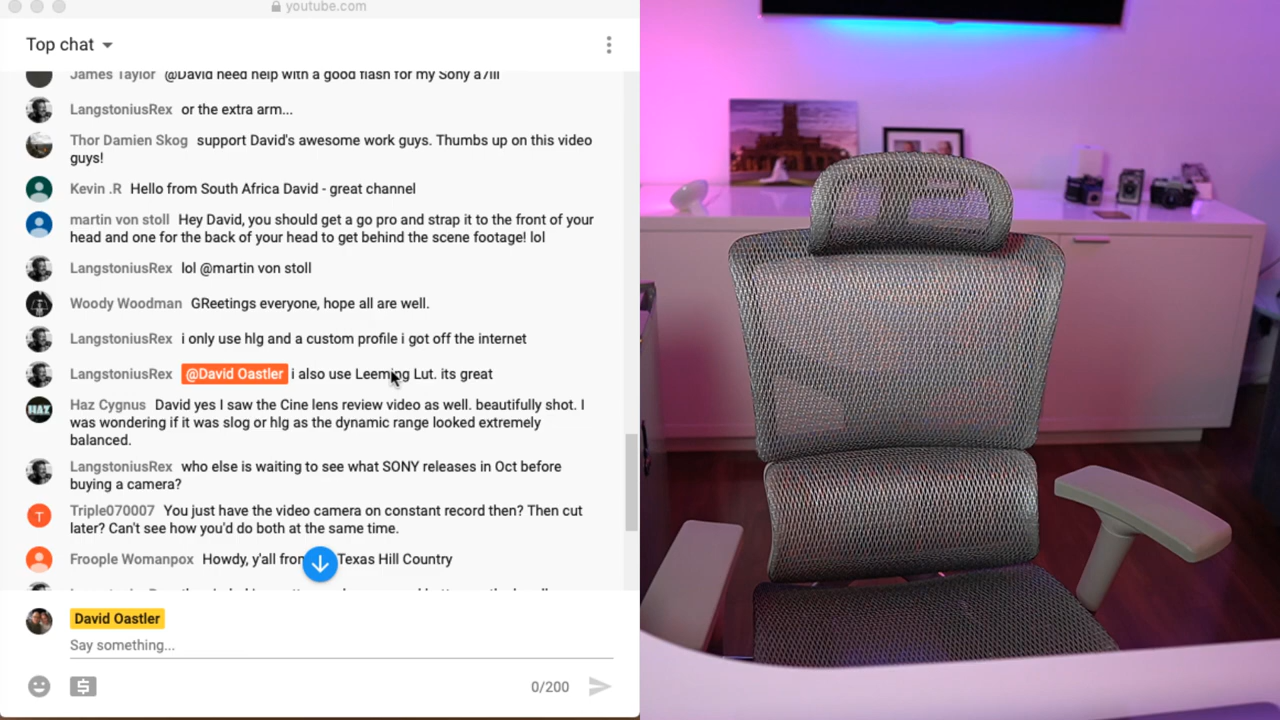 youtube.com
Top chat
James Taylor @David need help with a good flash for my Sony a7III
LangstoniusRex or the extra arm...
Thor Damien Skog support David's awesome work guys. Thumbs up on this video
guys!
Kevin .R Hello from South Africa David - great channel
martin von stoll Hey David, you should get a go pro and strap it to the front of your
head and one for the back of your head to get behind the scene footage! lol
LangstoniusRex lol @martin von stoll
Woody Woodman GReetings everyone, hope all are well.
LangstoniusRex i only use hlg and a custom profile i got off the internet
LangstoniusRex @David Oastler i also use Leeming Lut. its great
HAZ
Haz Cygnus David yes I saw the Cine lens review video as well. beautifully shot. I
was wondering if it was slog or hlg as the dynamic range looked extremely
balanced.
LangstoniusRex who else is waiting to see what SONY releases in Oct before
buying a camera?
T
Triple070007 You just have the video camera on constant record then? Then cut
later? Can't see how you'd do both at the same time.
Froople Womanpox Howdy, y'all from Texas Hill Country
David Oastler
Say something...
0/200